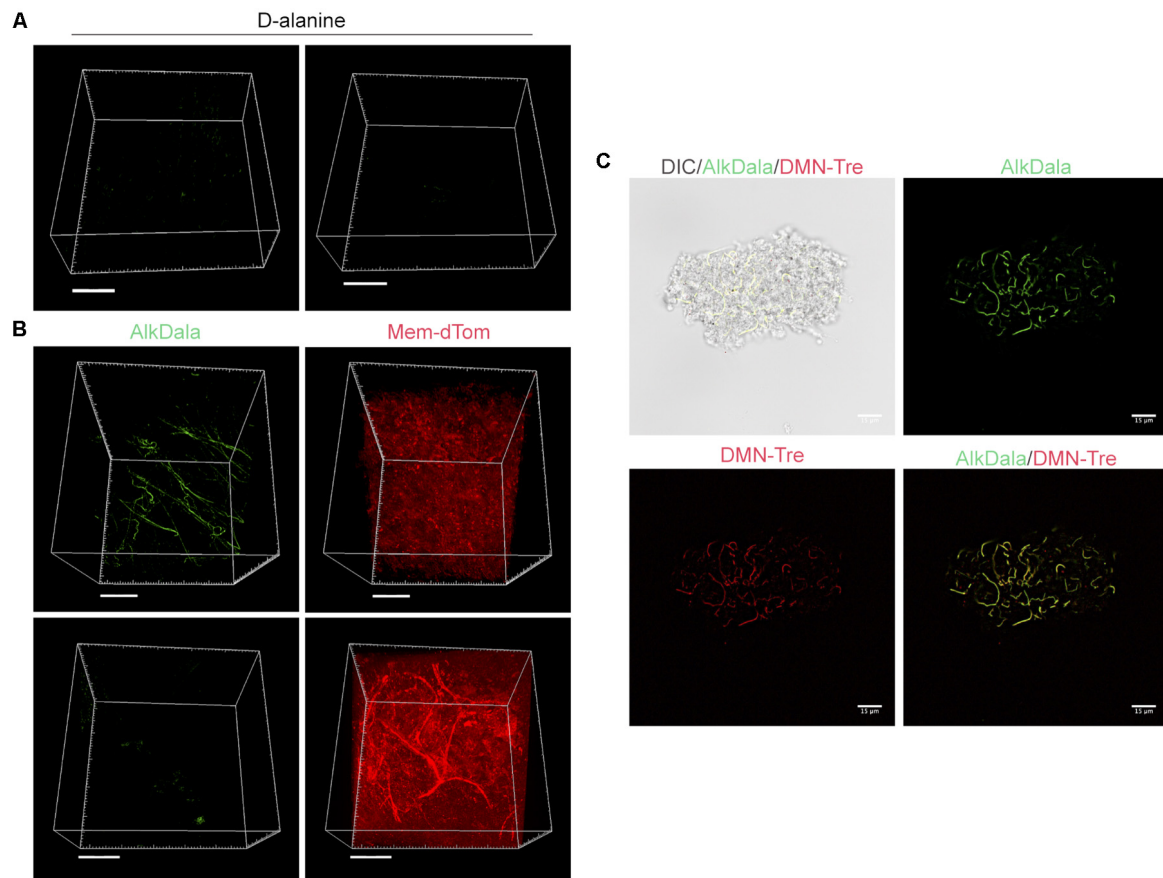 A
D-alanine
B
AlkDala
Mem-dTom
C
DIC/AlkDala/DMN-Tre
AlkDala
15 µm
15 µm
DMN-Tre
AlkDala/DMN-Tre
15 µm
15 µm